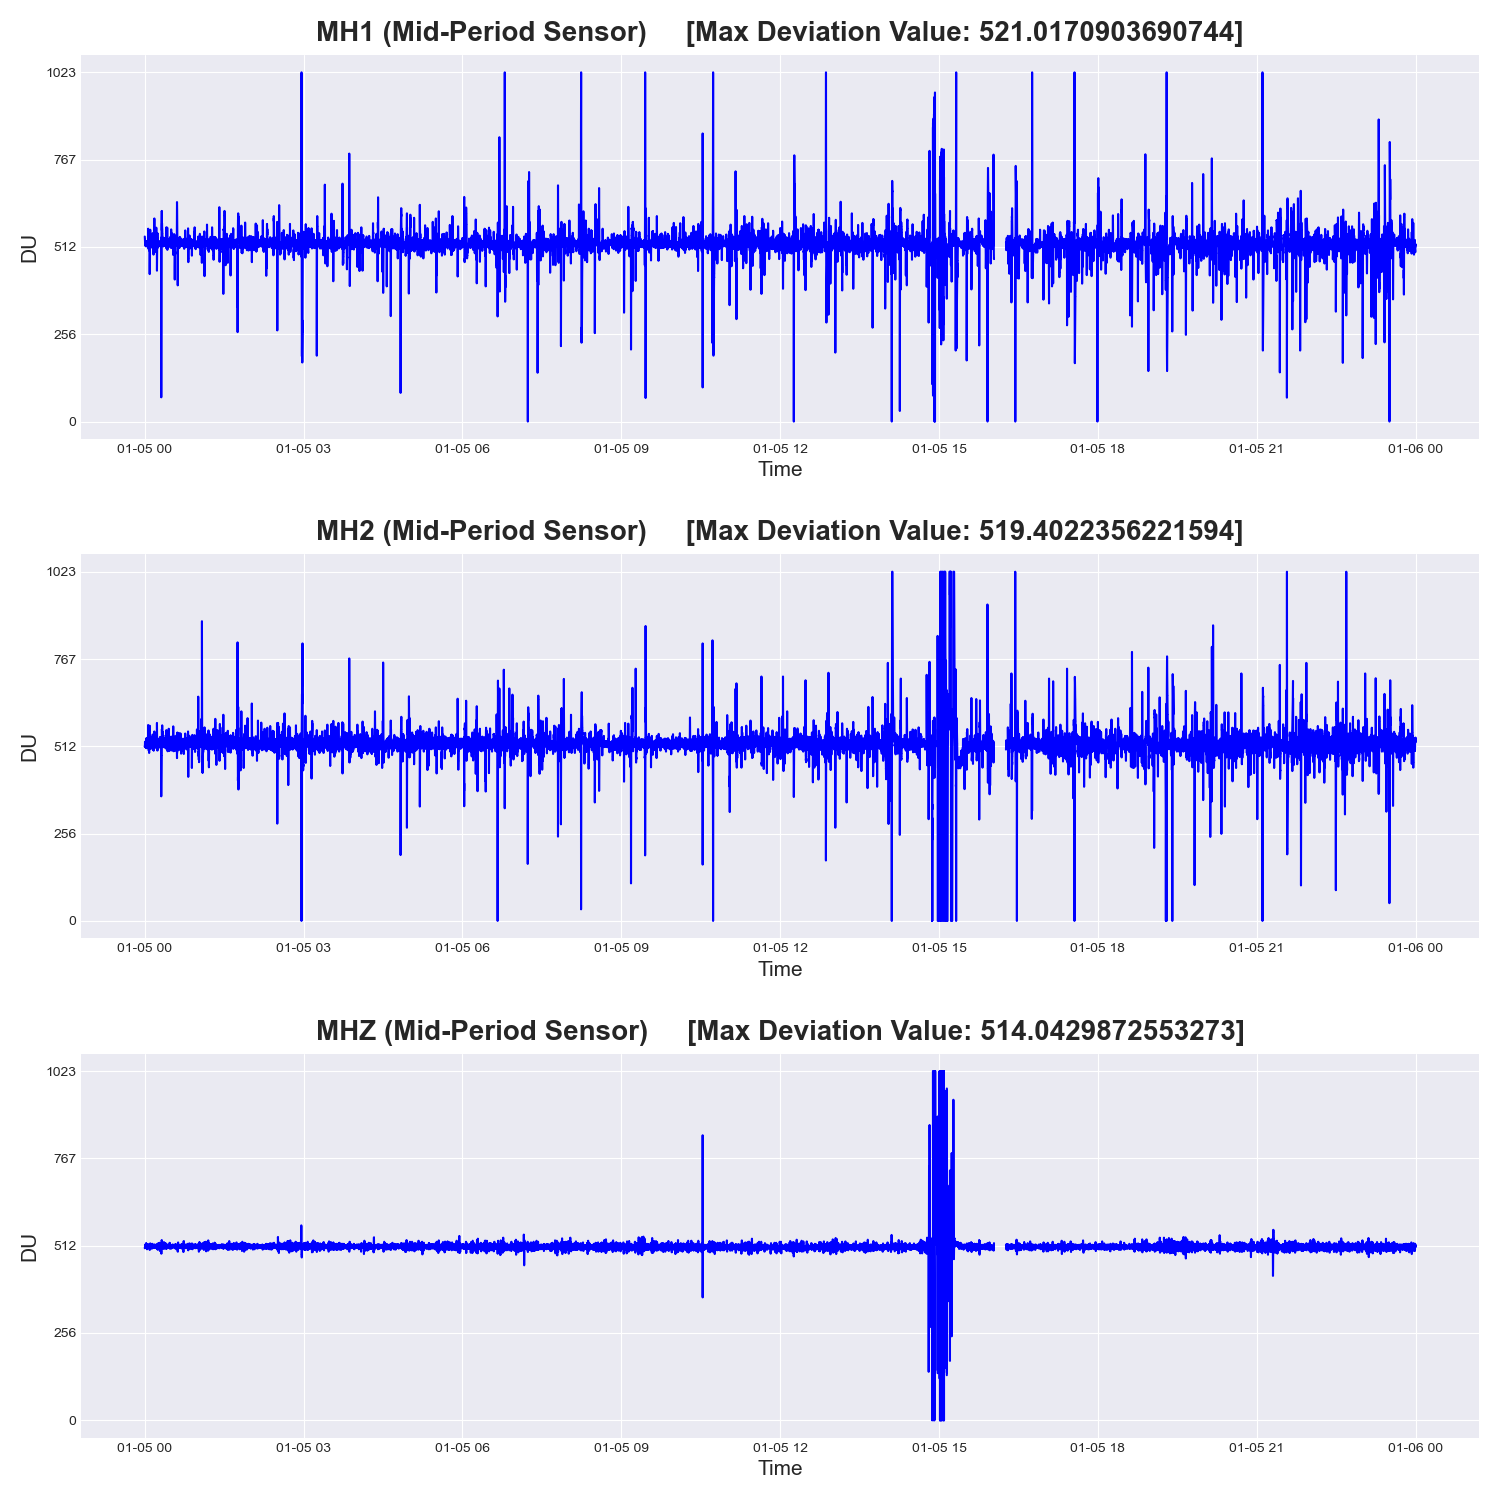 MH1 (Mid-Period Sensor) [Max Deviation Value: 521.0170903690744]
1023
767
512
256
0
DU
01-05 00 01-05 03 01-05 06 01-05 09 01-05 12 01-05 15 01-05 18 01-05 21 01-06 00
Time
MH2 (Mid-Period Sensor) [Max Deviation Value: 519.4022356221594]
1023
767
512
256
0
DU
01-05 00 01-05 03 01-05 06 01-05 09 01-05 12 01-05 15 01-05 18 01-05 21 01-06 00
Time
MHZ (Mid-Period Sensor) [Max Deviation Value: 514.0429872553273]
1023
767
512
256
0
DU
01-05 00 01-05 03 01-05 06 01-05 09 01-05 12 01-05 15 01-05 18 01-05 21 01-06 00
Time